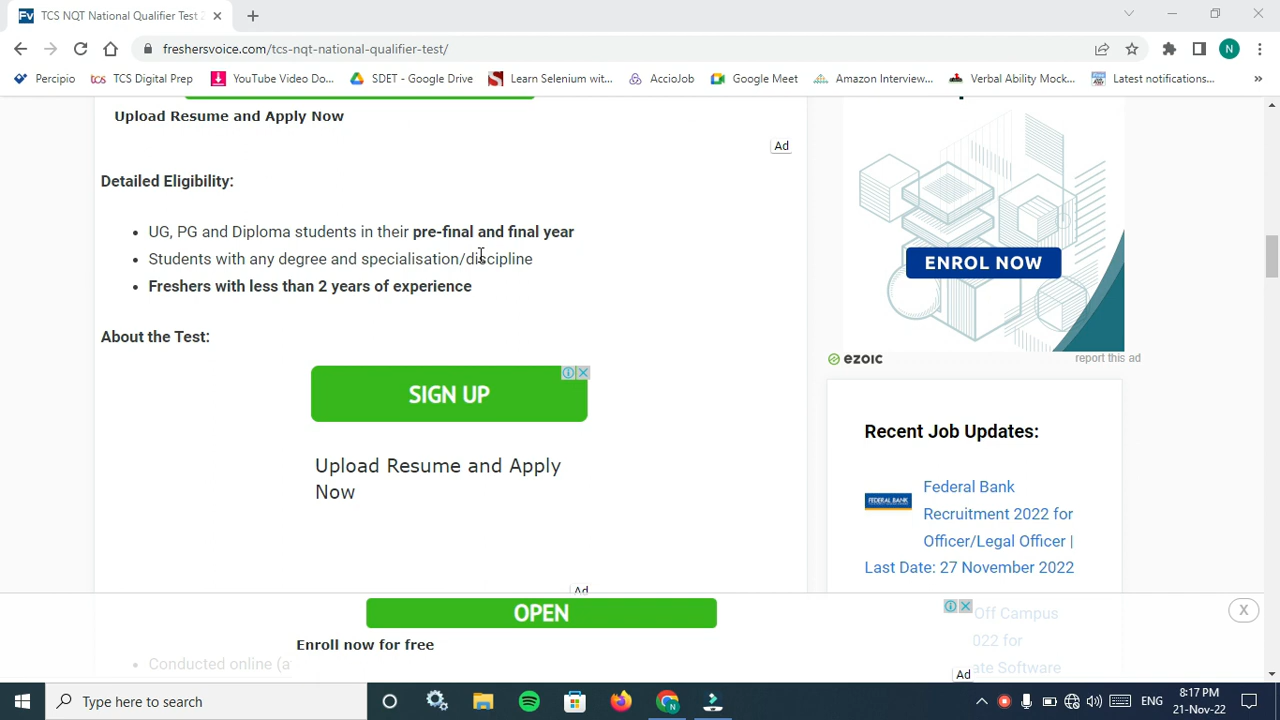 TCS NQT National Qualifier Test 2
freshersvoice.com/tcs-nqt-national-qualifier-test/
N
Percipio
tcs TCS Digital Prep
YouTube Video Do...
SDET - Google Drive
Learn Selenium wit...
AccioJob
Google Meet
Amazon Interview...
Verbal Ability Mock...
Latest notifications...
»
Upload Resume and Apply Now
Ad
Detailed Eligibility:
• UG, PG and Diploma students in their pre-final and final year
• Students with any degree and specialisation/discipline
• Freshers with less than 2 years of experience
About the Test:
SIGN UP
Upload Resume and Apply
Now
Ad
ENROL NOW
ezoic
report this ad
Recent Job Updates:
FEDERAL BANK
Federal Bank
Recruitment 2022 for
Officer/Legal Officer |
Last Date: 27 November 2022
Off Campus
022 for
ate Software
OPEN
Enroll now for free
X
• Conducted online (a
Ad
Type here to search
ENG
8:17 PM
21-Nov-22